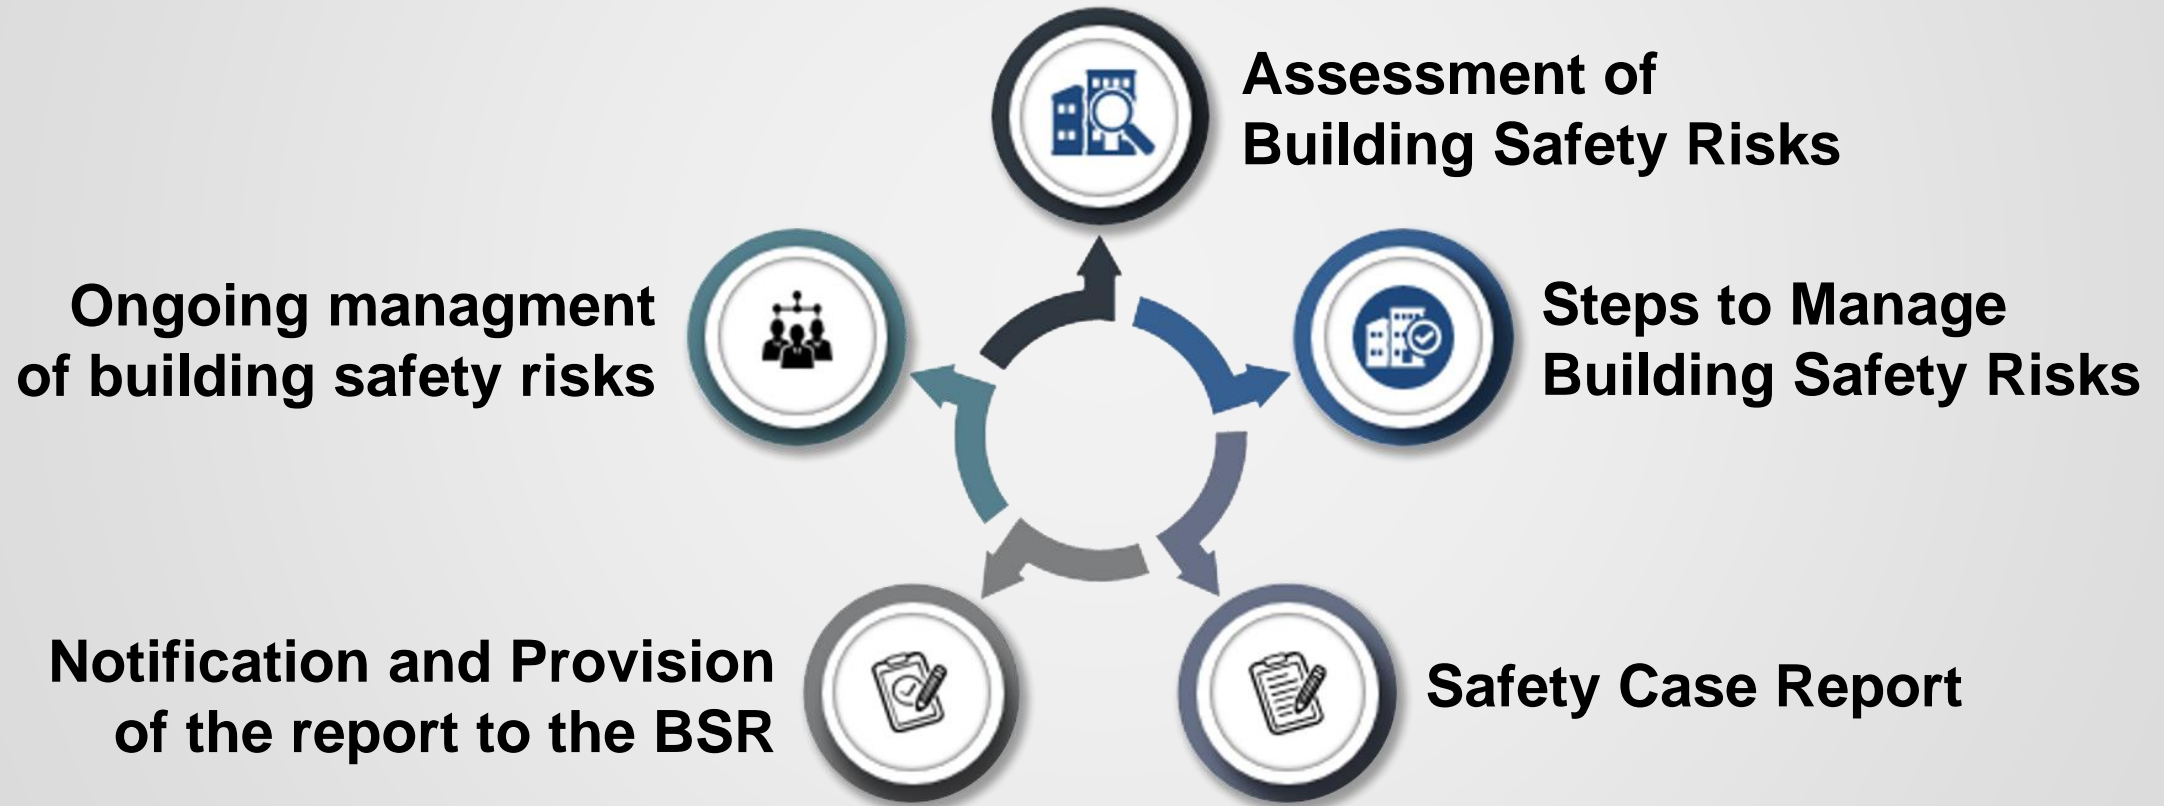 Assessment of
Building Safety Risks
Steps to Manage
Building Safety Risks
Safety Case Report
Notification and Provision
of the report to the BSR
Ongoing managment
of building safety risks